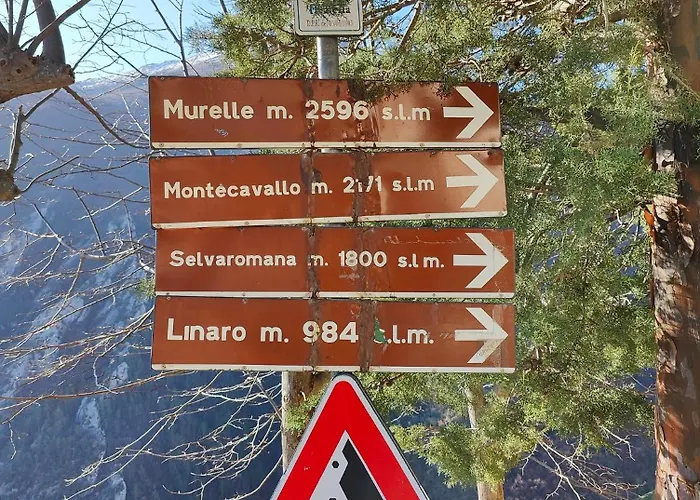 Murelle m. 2596 s.l.m
Montecavallo m. 2171 s.l.m
Selvaromana m. 1800 s.l m.
Linaro m. 984 s.l.m.